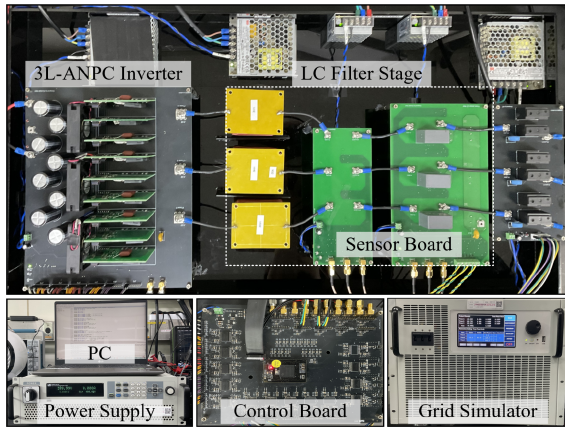 3L-ANPC Inverter
LC Filter Stage
Sensor Board
PC
Power Supply
Control Board
Grid Simulator